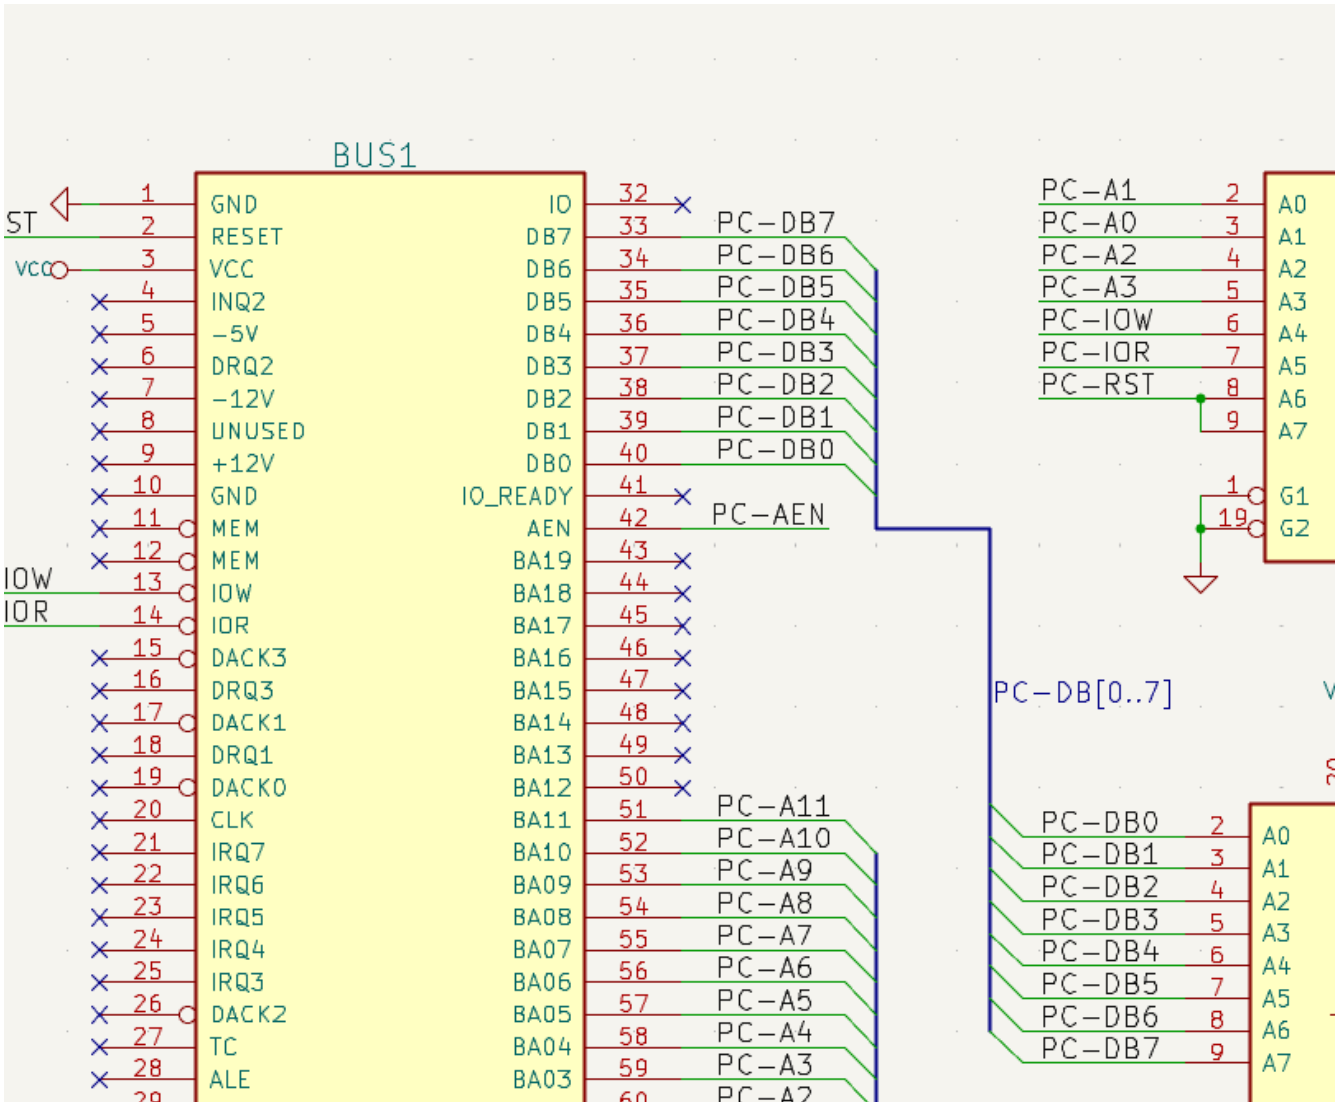 BUS1
1 GND IO 32
ST 2 RESET DB7 33 PC-DB7
VCC 3 VCC DB6 34 PC-DB6
4 INQ2 DB5 35 PC-DB5
5 -5V DB4 36 PC-DB4
6 DRQ2 DB3 37 PC-DB3
7 -12V DB2 38 PC-DB2
8 UNUSED DB1 39 PC-DB1
9 +12V DB0 40 PC-DB0
10 GND IO_READY 41
11 MEM AEN 42 PC-AEN
12 MEM BA19 43
IOW 13 IOW BA18 44
IOR 14 IOR BA17 45
15 DACK3 BA16 46
16 DRQ3 BA15 47
17 DACK1 BA14 48
18 DRQ1 BA13 49
19 DACK0 BA12 50
20 CLK BA11 51 PC-A11
21 IRQ7 BA10 52 PC-A10
22 IRQ6 BA09 53 PC-A9
23 IRQ5 BA08 54 PC-A8
24 IRQ4 BA07 55 PC-A7
25 IRQ3 BA06 56 PC-A6
26 DACK2 BA05 57 PC-A5
27 TC BA04 58 PC-A4
28 ALE BA03 59 PC-A3
29 60 PC-A2
PC-A1 2 A0
PC-A0 3 A1
PC-A2 4 A2
PC-A3 5 A3
PC-IOW 6 A4
PC-IOR 7 A5
PC-RST 8 A6
9 A7
1 G1
19 G2
PC-DB[0..7]
V
20
PC-DB0 2 A0
PC-DB1 3 A1
PC-DB2 4 A2
PC-DB3 5 A3
PC-DB4 6 A4
PC-DB5 7 A5
PC-DB6 8 A6
PC-DB7 9 A7